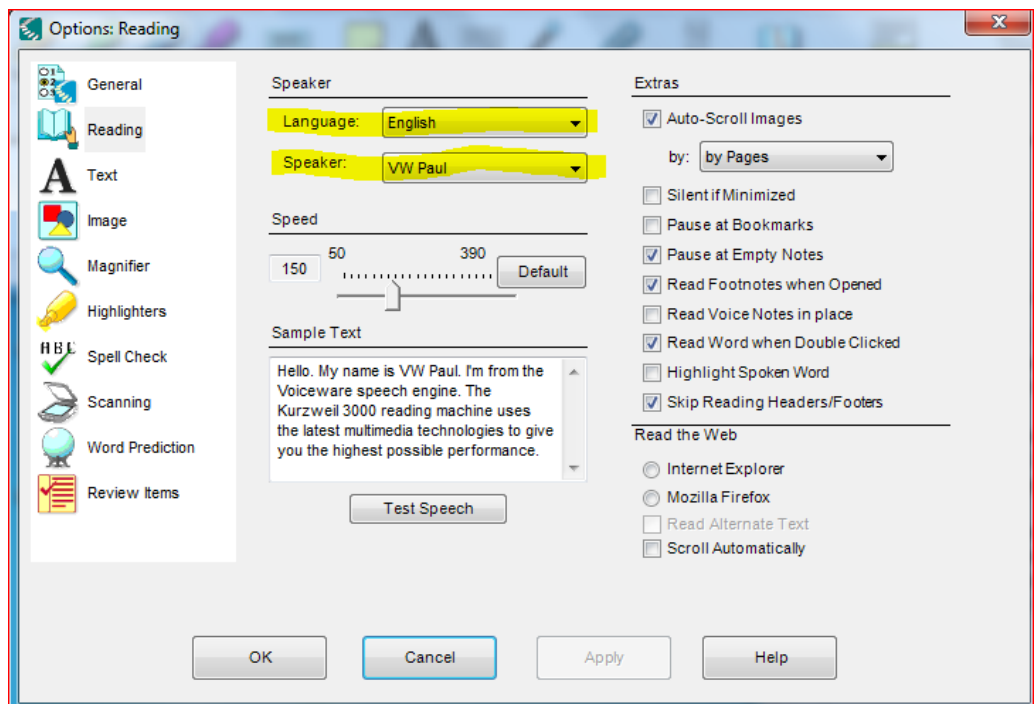 Options: Reading
General
Reading
Text
Image
Magnifier
Highlighters
Spell Check
Scanning
Word Prediction
Review Items
Speaker
Language: English
Speaker: VW Paul
Speed
50 390
150 Default
Sample Text
Hello. My name is VW Paul. I'm from the
Voiceware speech engine. The
Kurzweil 3000 reading machine uses
the latest multimedia technologies to give
you the highest possible performance.
Test Speech
Extras
Auto-Scroll Images
by: by Pages
Silent if Minimized
Pause at Bookmarks
Pause at Empty Notes
Read Footnotes when Opened
Read Voice Notes in place
Read Word when Double Clicked
Highlight Spoken Word
Skip Reading Headers/Footers
Read the Web
Internet Explorer
Mozilla Firefox
Read Alternate Text
Scroll Automatically
OK Cancel Apply Help